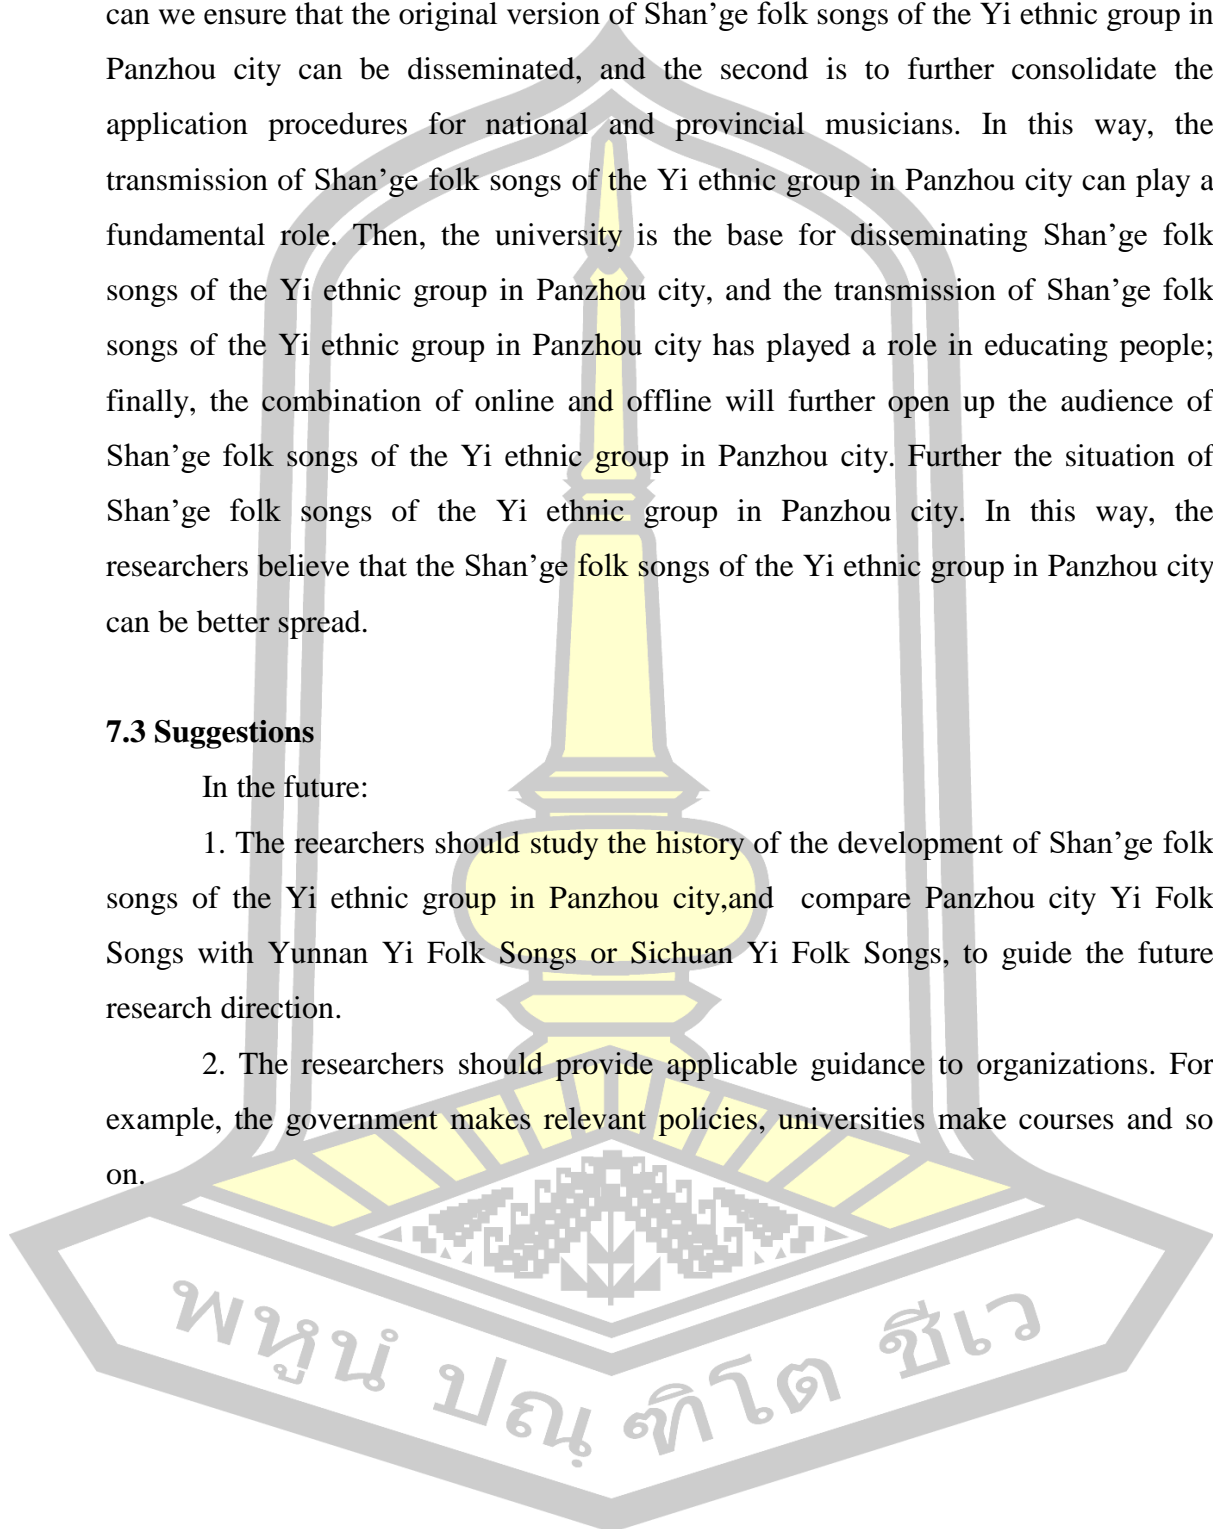 can we ensure that the original version of Shan’ge folk songs of the Yi ethnic group in
Panzhou city can be disseminated, and the second is to further consolidate the
application procedures for national and provincial musicians. In this way, the
transmission of Shan’ge folk songs of the Yi ethnic group in Panzhou city can play a
fundamental role. Then, the university is the base for disseminating Shan’ge folk
songs of the Yi ethnic group in Panzhou city, and the transmission of Shan’ge folk
songs of the Yi ethnic group in Panzhou city has played a role in educating people;
finally, the combination of online and offline will further open up the audience of
Shan’ge folk songs of the Yi ethnic group in Panzhou city. Further the situation of
Shan’ge folk songs of the Yi ethnic group in Panzhou city. In this way, the
researchers believe that the Shan’ge folk songs of the Yi ethnic group in Panzhou city
can be better spread.
7.3 Suggestions
In the future:
1. The reearchers should study the history of the development of Shan’ge folk
songs of the Yi ethnic group in Panzhou city,and compare Panzhou city Yi Folk
Songs with Yunnan Yi Folk Songs or Sichuan Yi Folk Songs, to guide the future
research direction.
2. The researchers should provide applicable guidance to organizations. For
example, the government makes relevant policies, universities make courses and so
on.
พหูนํ ปณฺฑิโต ชีเว